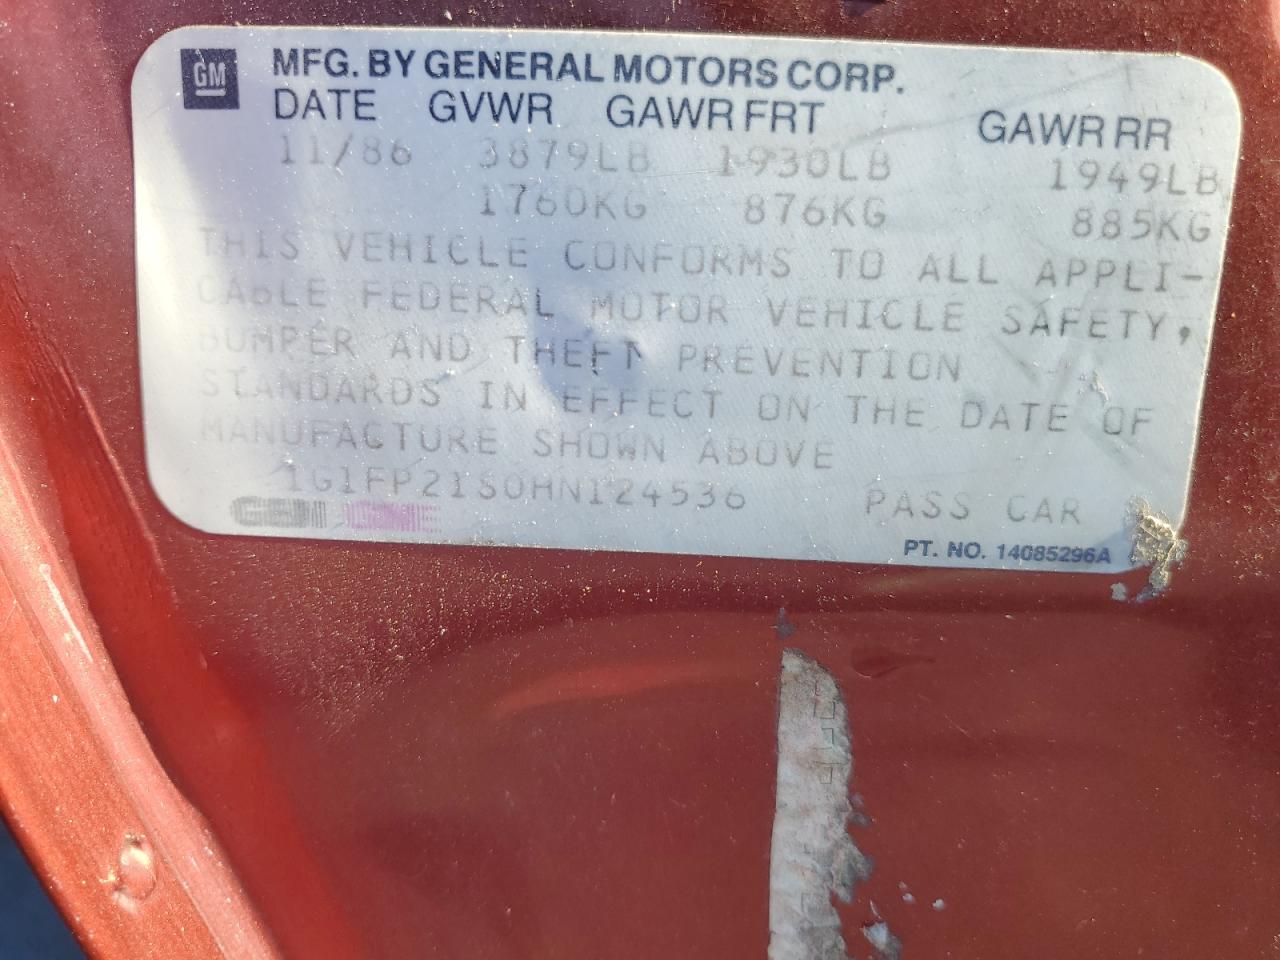 GM
MFG. BY GENERAL MOTORS CORP.
DATE GVWR GAWR FRT GAWR RR
11/86 3879LB 1930LB 1949LB
1760KG 876KG 885KG
THIS VEHICLE CONFORMS TO ALL APPLI-
CABLE FEDERAL MOTOR VEHICLE SAFETY,
BUMPER AND THEFT PREVENTION
STANDARDS IN EFFECT ON THE DATE OF
MANUFACTURE SHOWN ABOVE
1G1FP21S0HN124536 PASS CAR
PT. NO. 14085296A